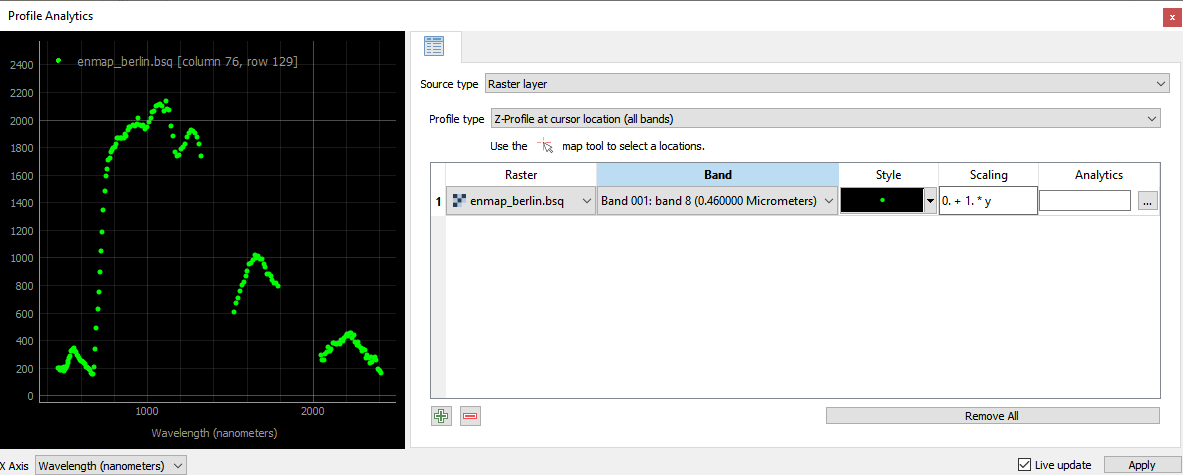 Profile Analytics
x
enmap_berlin.bsq [column 76, row 129]
2400
2200
2000
1800
1600
1400
1200
1000
800
600
400
200
0
1000 2000
Wavelength (nanometers)
X Axis Wavelength (nanometers)
Source type Raster layer
Profile type Z-Profile at cursor location (all bands)
Use the map tool to select a locations.
Raster Band Style Scaling Analytics
1 enmap_berlin.bsq Band 001: band 8 (0.460000 Micrometers) 0. + 1. * y ...
Remove All
Live update Apply